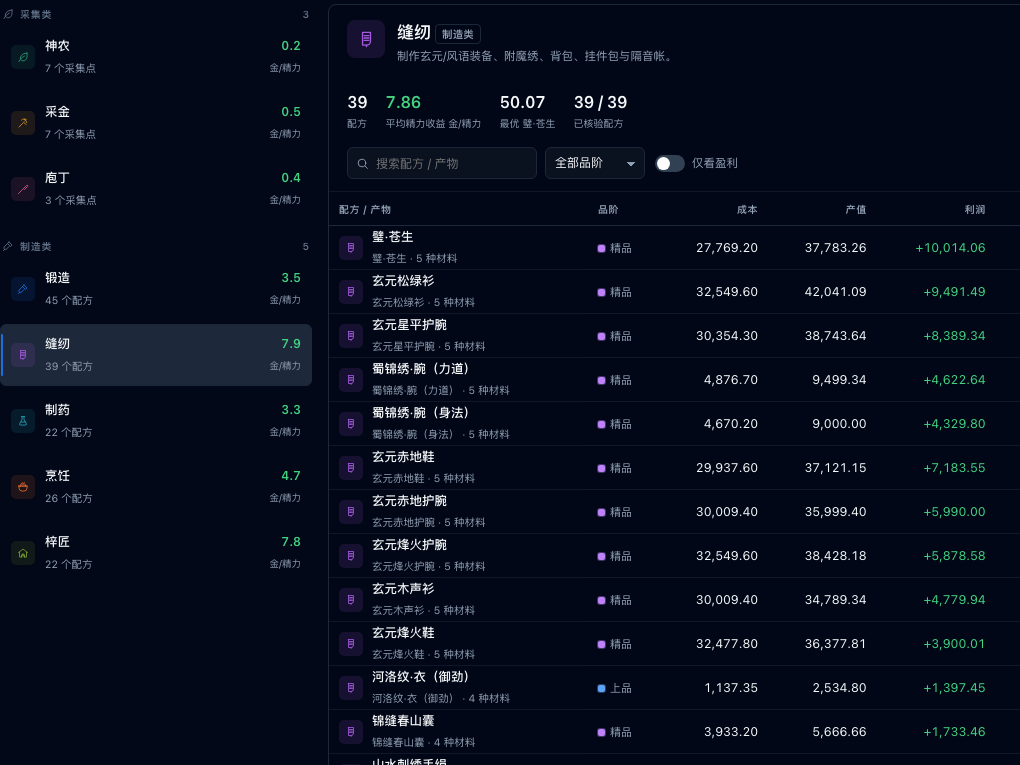 采集类 3
神农 0.2
7 个采集点 金/精力
采金 0.5
7 个采集点 金/精力
庖丁 0.4
3 个采集点 金/精力
制造类 5
锻造 3.5
45 个配方 金/精力
缝纫 7.9
39 个配方 金/精力
制药 3.3
22 个配方 金/精力
烹饪 4.7
26 个配方 金/精力
梓匠 7.8
22 个配方 金/精力
缝纫 制造类
制作玄元/风语装备、附魔绣、背包、挂件包与隔音帐。
39 7.86 50.07 39 / 39
配方 平均精力收益 金/精力 最优 璧·苍生 已核验配方
搜索配方 / 产物 全部品阶 仅看盈利
配方 / 产物 品阶 成本 产值 利润
璧·苍生
璧·苍生 · 5 种材料 精品 27,769.20 37,783.26 +10,014.06
玄元松绿衫
玄元松绿衫 · 5 种材料 精品 32,549.60 42,041.09 +9,491.49
玄元星平护腕
玄元星平护腕 · 5 种材料 精品 30,354.30 38,743.64 +8,389.34
蜀锦绣·腕（力道）
蜀锦绣·腕（力道） · 5 种材料 精品 4,876.70 9,499.34 +4,622.64
蜀锦绣·腕（身法）
蜀锦绣·腕（身法） · 5 种材料 精品 4,670.20 9,000.00 +4,329.80
玄元赤地鞋
玄元赤地鞋 · 5 种材料 精品 29,937.60 37,121.15 +7,183.55
玄元赤地护腕
玄元赤地护腕 · 5 种材料 精品 30,009.40 35,999.40 +5,990.00
玄元烽火护腕
玄元烽火护腕 · 5 种材料 精品 32,549.60 38,428.18 +5,878.58
玄元木声衫
玄元木声衫 · 5 种材料 精品 30,009.40 34,789.34 +4,779.94
玄元烽火鞋
玄元烽火鞋 · 5 种材料 精品 32,477.80 36,377.81 +3,900.01
河洛纹·衣（御劲）
河洛纹·衣（御劲） · 4 种材料 上品 1,137.35 2,534.80 +1,397.45
锦缝春山囊
锦缝春山囊 · 4 种材料 精品 3,933.20 5,666.66 +1,733.46
山水刺绣手绢